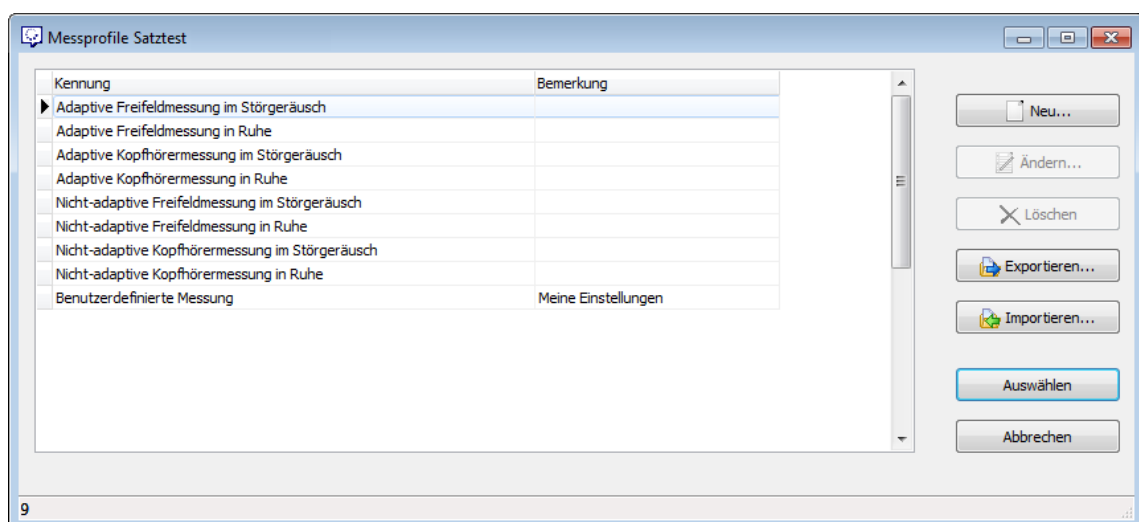 Messprofile Satztest
Kennung Bemerkung
Adaptive Freifeldmessung im Störgeräusch
Adaptive Freifeldmessung in Ruhe
Adaptive Kopfhörermessung im Störgeräusch
Adaptive Kopfhörermessung in Ruhe
Nicht-adaptive Freifeldmessung im Störgeräusch
Nicht-adaptive Freifeldmessung in Ruhe
Nicht-adaptive Kopfhörermessung im Störgeräusch
Nicht-adaptive Kopfhörermessung in Ruhe
Benutzerdefinierte Messung Meine Einstellungen
Neu...
Ändern...
Löschen
Exportieren...
Importieren...
Auswählen
Abbrechen
9